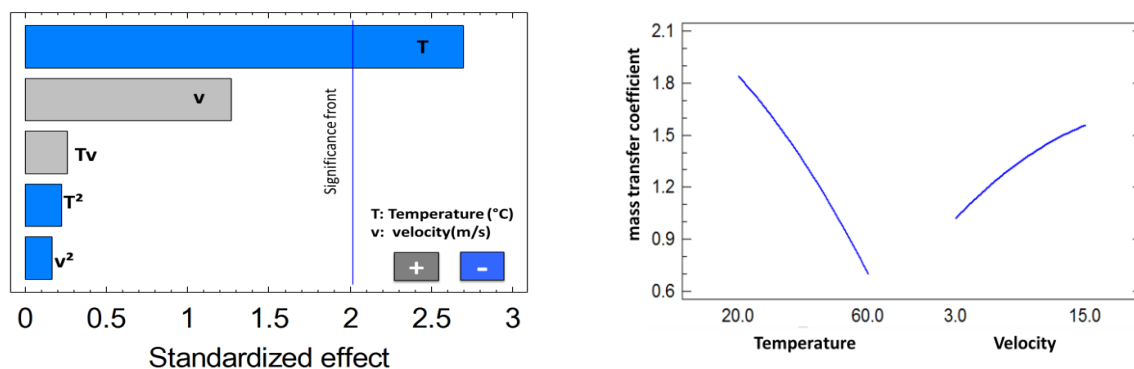 T
v
Tv
T²
v²
Significance front
T: Temperature (°C)
v: velocity(m/s)
+
-
0 0.5 1 1.5 2 2.5 3
Standardized effect
mass transfer coefficient
2.1
1.8
1.5
1.2
0.9
0.6
20.0 60.0 3.0 15.0
Temperature Velocity